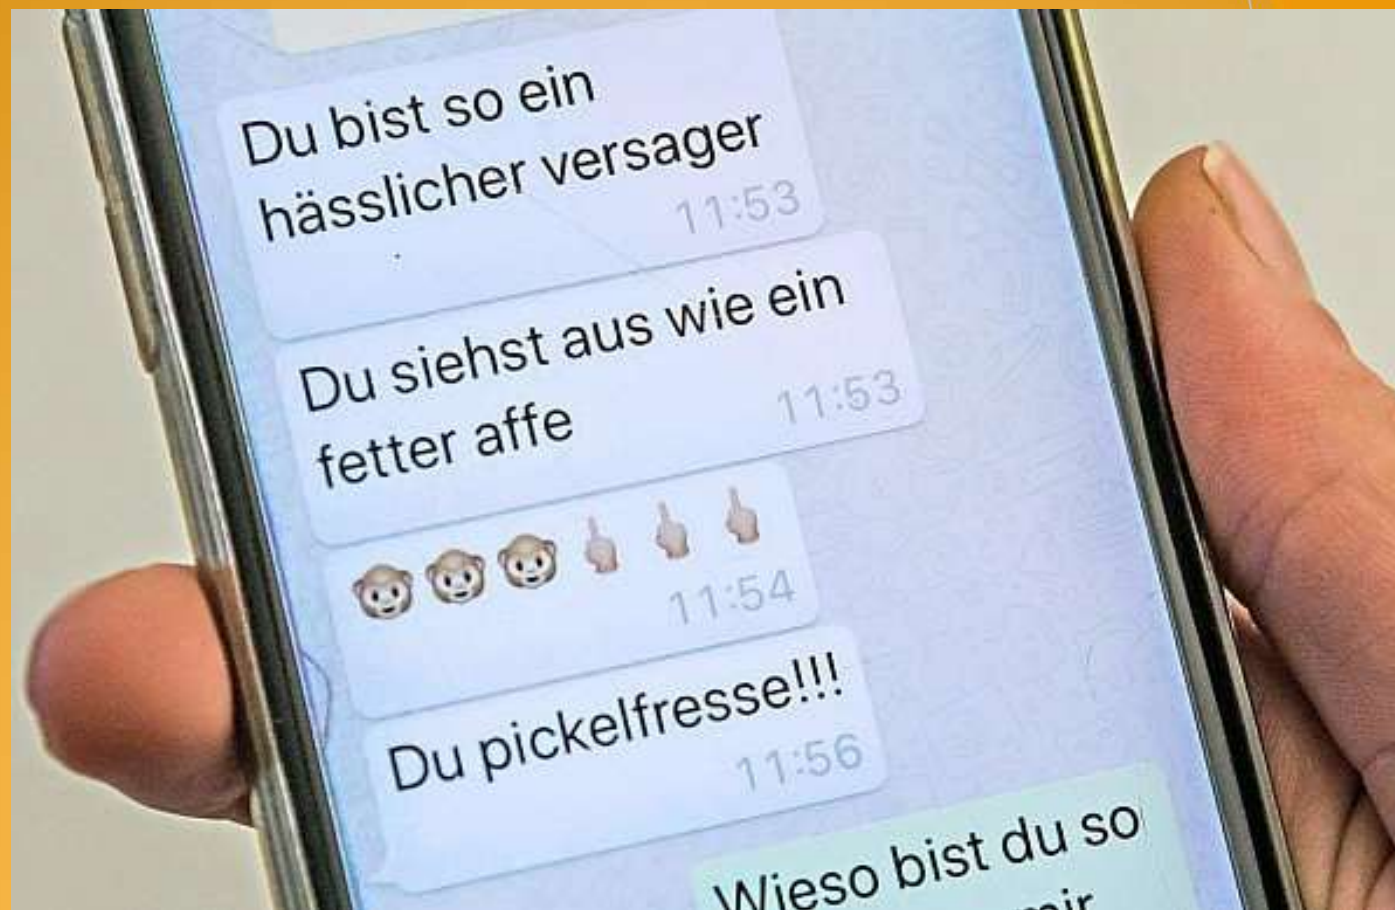 Du bist so ein
hässlicher versager
11:53
Du siehst aus wie ein
fetter affe
11:53
🐵🐵🐵🖕🖕🖕
11:54
Du pickelfresse!!!
11:56
Wieso bist du so
mir